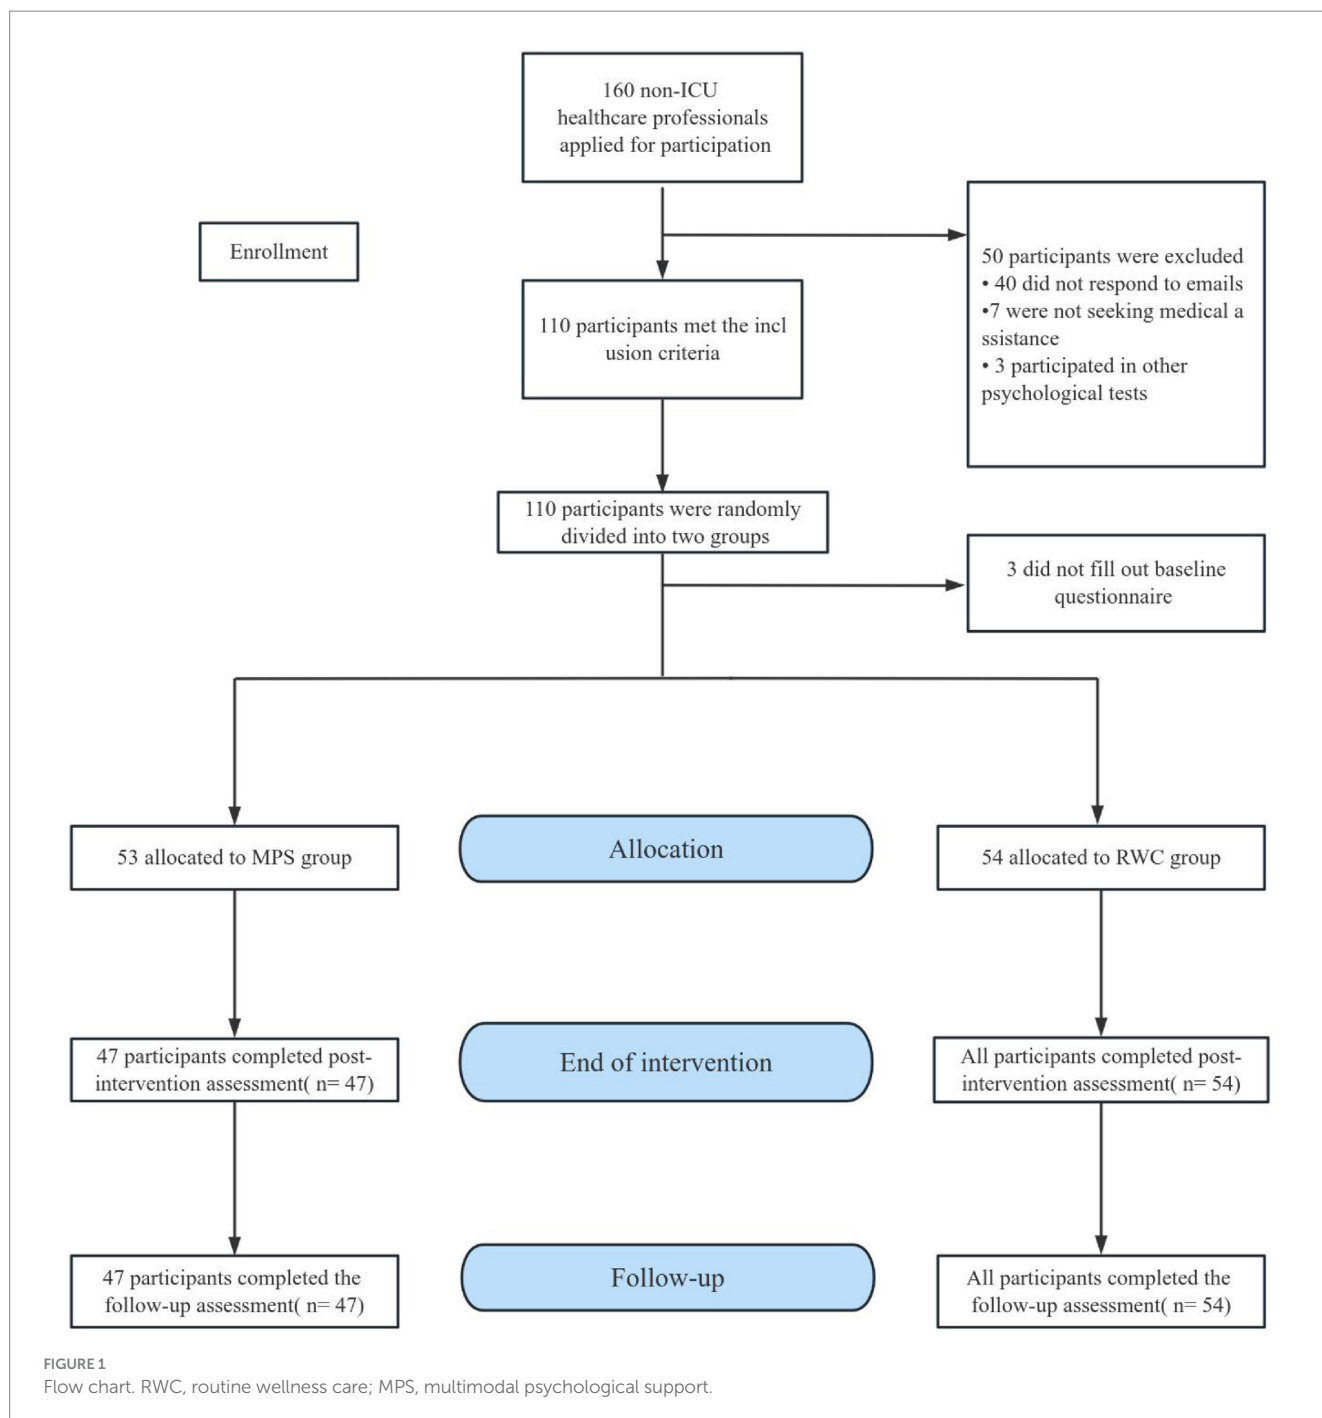 160 non-ICU
healthcare professionals
applied for participation
Enrollment
50 participants were excluded
• 40 did not respond to emails
•7 were not seeking medical a
ssistance
• 3 participated in other
psychological tests
110 participants met the incl
usion criteria
110 participants were randomly
divided into two groups
3 did not fill out baseline
questionnaire
53 allocated to MPS group
Allocation
54 allocated to RWC group
47 participants completed post-
intervention assessment( n= 47)
End of intervention
All participants completed post-
intervention assessment( n= 54)
47 participants completed the
follow-up assessment( n= 47)
Follow-up
All participants completed the
follow-up assessment( n= 54)
FIGURE 1
Flow chart. RWC, routine wellness care; MPS, multimodal psychological support.